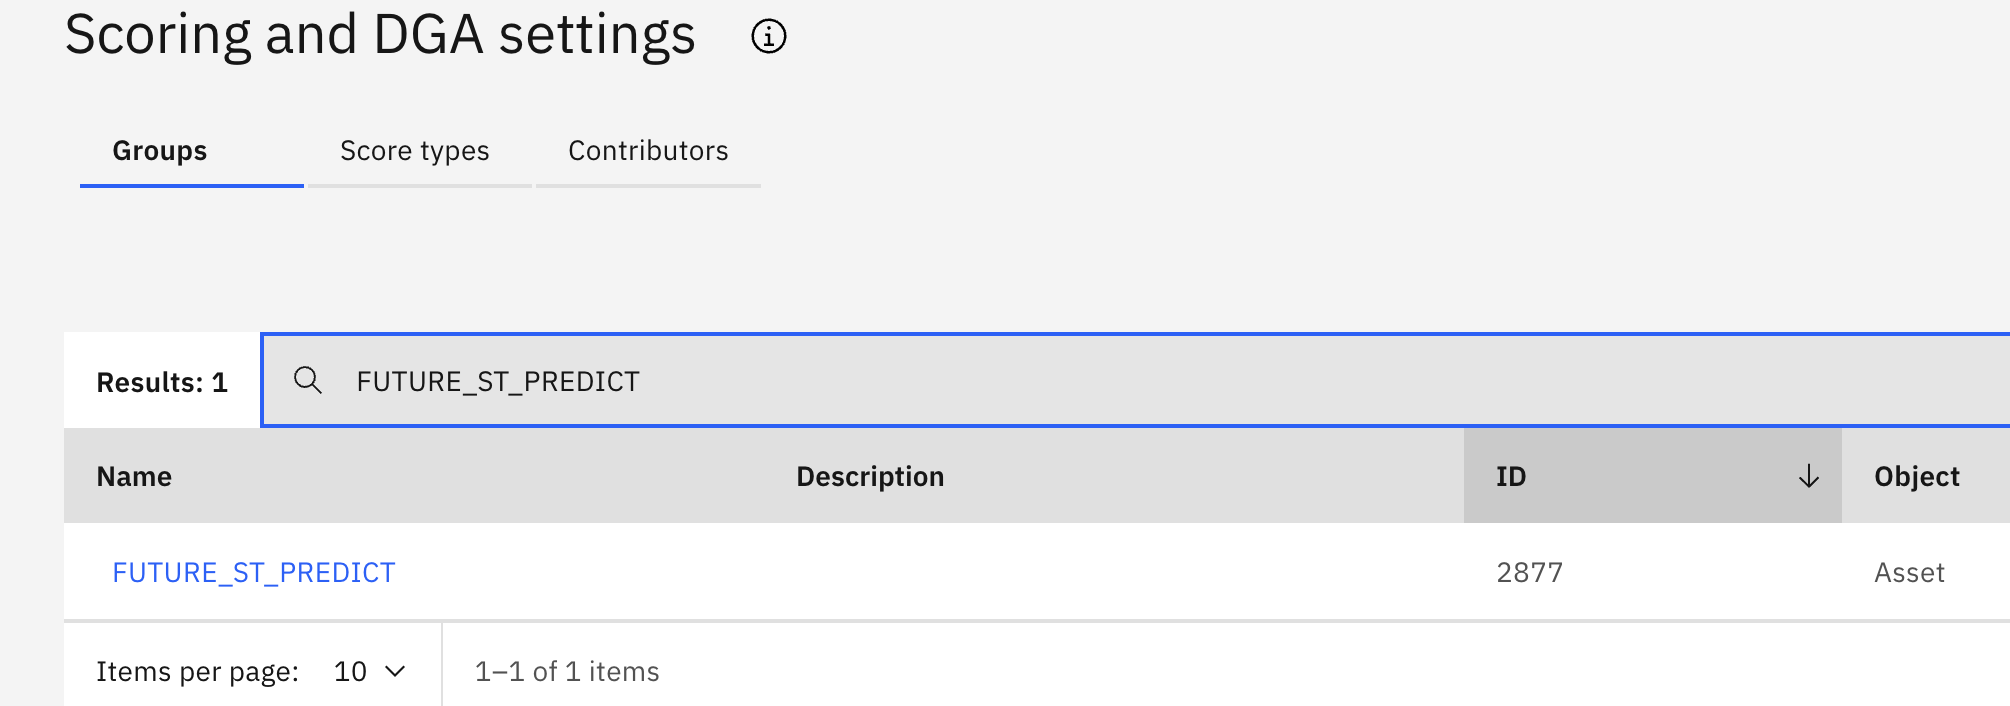 Scoring and DGA settings
Groups Score types Contributors
Results: 1 FUTURE_ST_PREDICT
Name Description ID Object
FUTURE_ST_PREDICT 2877 Asset
Items per page: 10 1–1 of 1 items